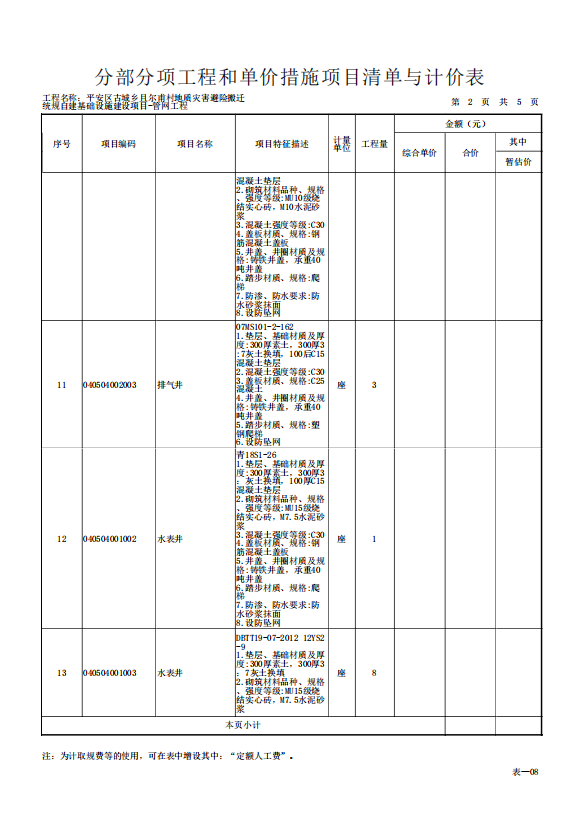 分部分项工程和单价措施项目清单与计价表
工程名称：平安区古城乡且尔甫村地质灾害避险搬迁
统规自建基础设施建设项目-管网工程
第 2 页 共 5 页
序号
项目编码
项目名称
项目特征描述
计量
单位
工程量
金额（元）
综合单价
合价
其中
暂估价
混凝土垫层
2.砌筑材料品种、规格
、强度等级:MU10级烧
结实心砖，M10水泥砂
浆
3.混凝土强度等级:C30
4.盖板材质、规格:钢
筋混凝土盖板
5.井盖、井圈材质及规
格:铸铁井盖，承重40
吨井盖
6.踏步材质、规格:爬
梯
7.防渗、防水要求:防
水砂浆抹面
8.设防坠网
11
040504002003
排气井
07MS101-2-162
1.垫层、基础材质及厚
度:300厚素土，300厚3
:7灰土换填，100后C15
混凝土垫层
2.混凝土强度等级:C30
3.盖板材质、规格:C25
混凝土
4.井盖、井圈材质及规
格:铸铁井盖，承重40
吨井盖
5.踏步材质、规格:塑
钢爬梯
6.设防坠网
座
3
12
040504001002
水表井
青18S1-26
1.垫层、基础材质及厚
度:300厚素土，300厚3
：灰土换填，100厚C15
混凝土垫层
2.砌筑材料品种、规格
、强度等级:MU15级烧
结实心砖，M7.5水泥砂
浆
3.混凝土强度等级:C30
4.盖板材质、规格:钢
筋混凝土盖板
5.井盖、井圈材质及规
格:铸铁井盖，承重40
吨井盖
6.踏步材质、规格:爬
梯
7.防渗、防水要求:防
水砂浆抹面
8.设防坠网
座
1
13
040504001003
水表井
DBTT19-07-2012 12YS2
-9
1.垫层、基础材质及厚
度:300厚素土，300厚3
：7灰土换填
2.砌筑材料品种、规格
、强度等级:MU15级烧
结实心砖，M7.5水泥砂
浆
座
8
本页小计
注：为计取规费等的使用，可在表中增设其中：“定额人工费”。
表—08